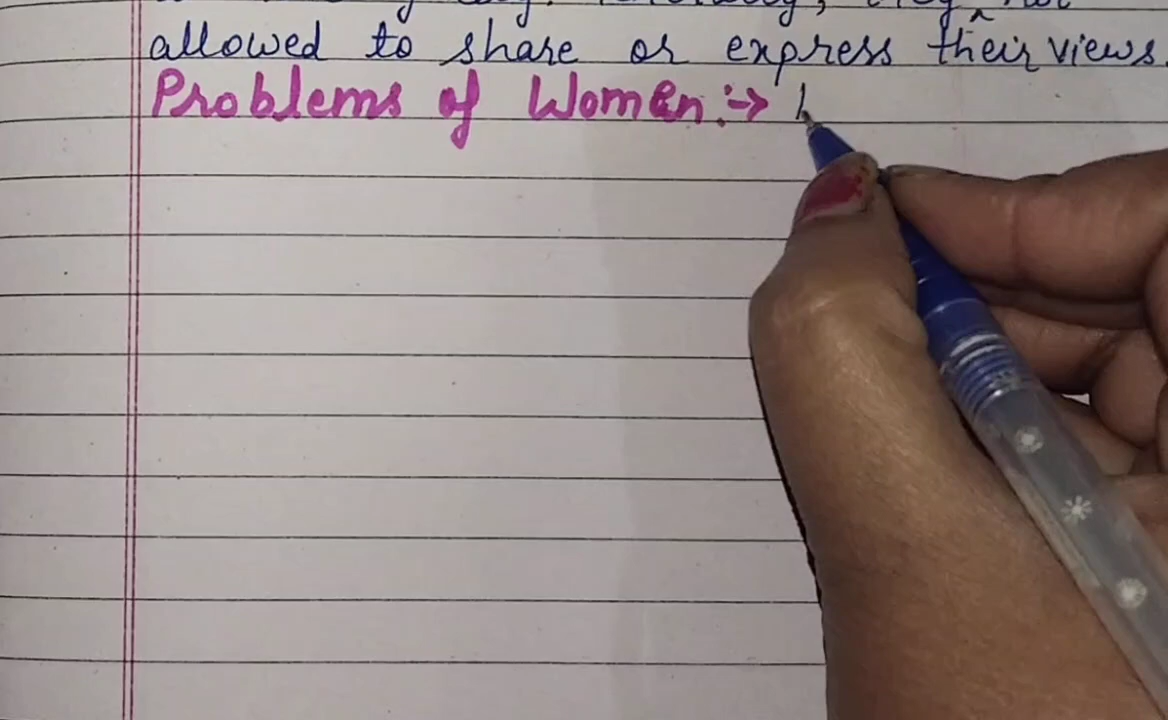 allowed to share or express their views.
Problems of Women :->